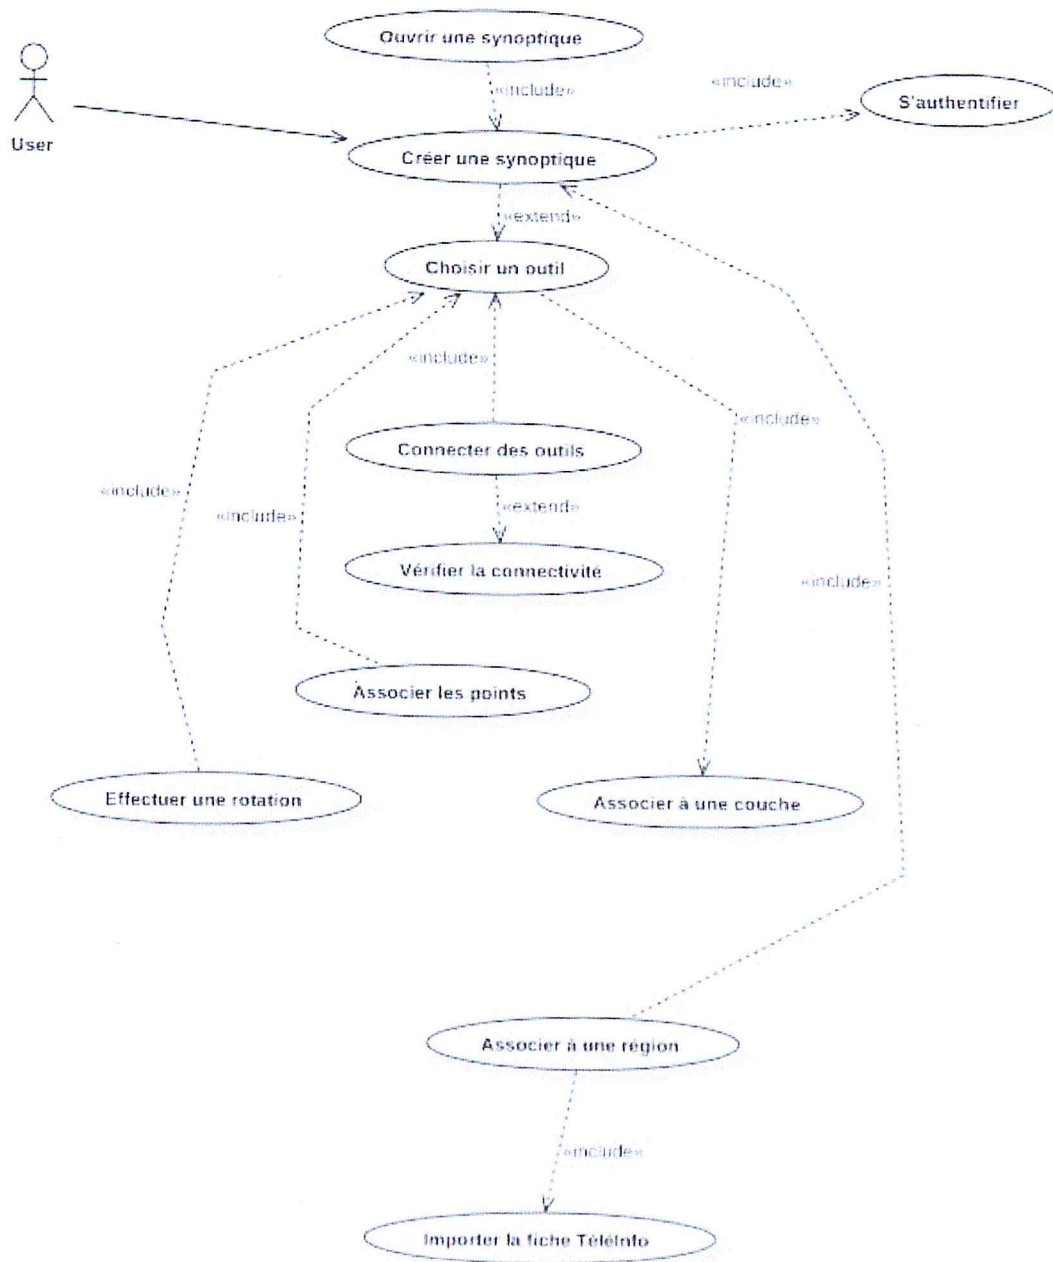 Ouvrir une synoptique
«include»
«include»
S'authentifier
User
Créer une synoptique
«extend»
Choisir un outil
«include»
«include»
Connecter des outils
«include»
«extend»
«include»
Vérifier la connectivité
«include»
Associer les points
Effectuer une rotation
Associer à une couche
Associer à une région
«include»
Importer la fiche TéléInfo